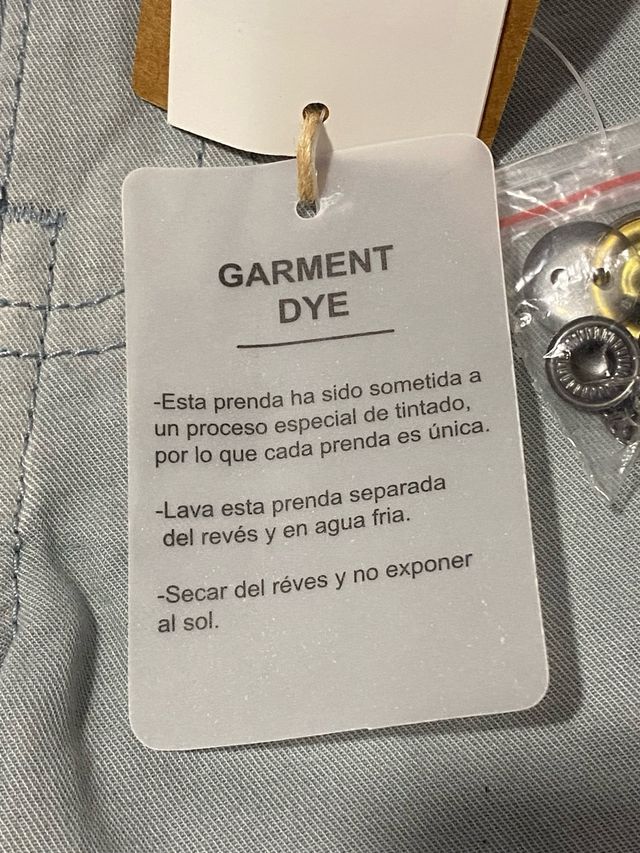 GARMENT
DYE
-Esta prenda ha sido sometida a
un proceso especial de tintado,
por lo que cada prenda es única.
-Lava esta prenda separada
del revés y en agua fria.
-Secar del réves y no exponer
al sol.